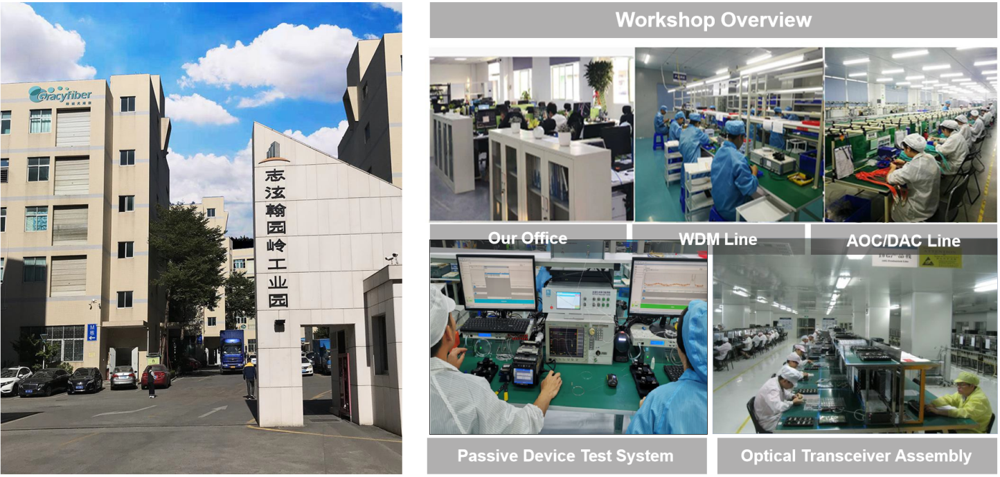 Gracyfiber
志泫翰园岭工业园
M
栋
Workshop Overview
Our Office
WDM Line
AOC/DAC Line
Passive Device Test System
Optical Transceiver Assembly